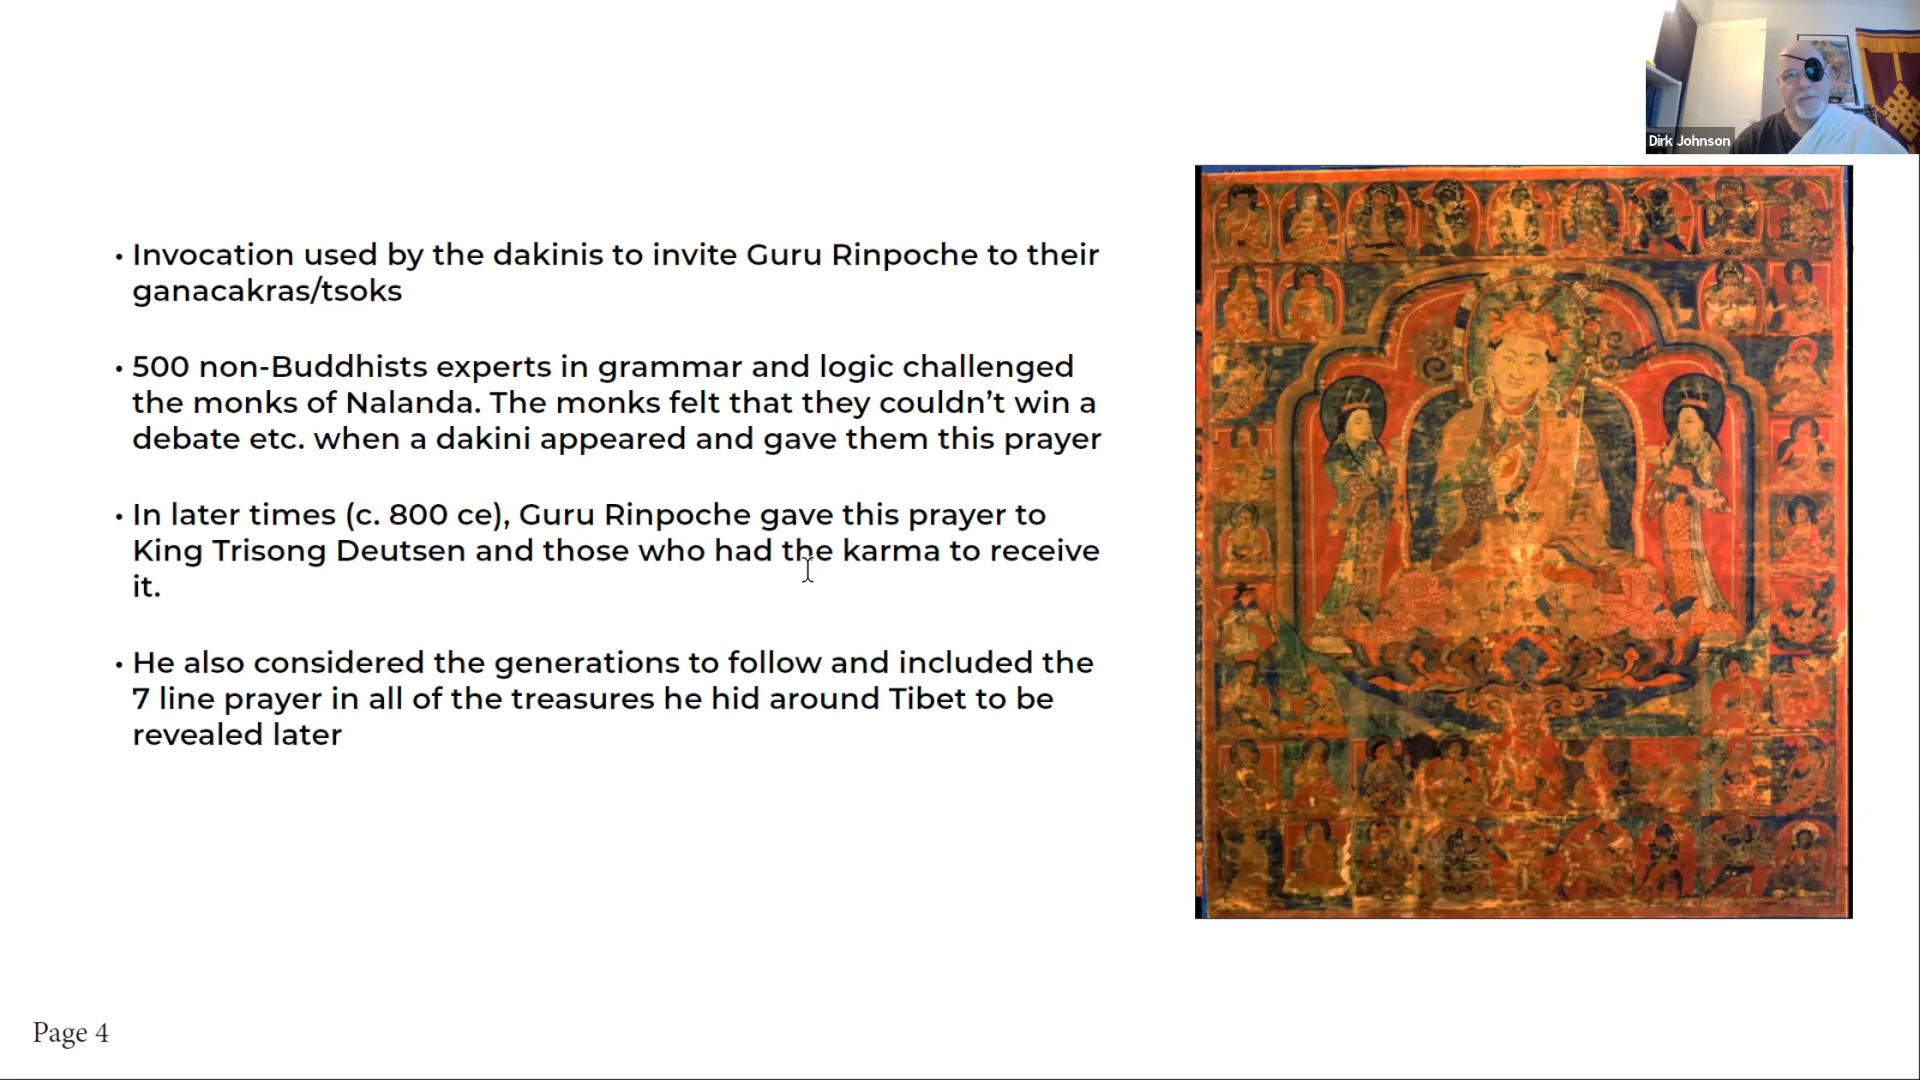 Dirk Johnson
• Invocation used by the dakinis to invite Guru Rinpoche to their
ganacakras/tsoks
• 500 non-Buddhists experts in grammar and logic challenged
the monks of Nalanda. The monks felt that they couldn’t win a
debate etc. when a dakini appeared and gave them this prayer
• In later times (c. 800 ce), Guru Rinpoche gave this prayer to
King Trisong Deutsen and those who had the karma to receive
it.
• He also considered the generations to follow and included the
7 line prayer in all of the treasures he hid around Tibet to be
revealed later
Page 4